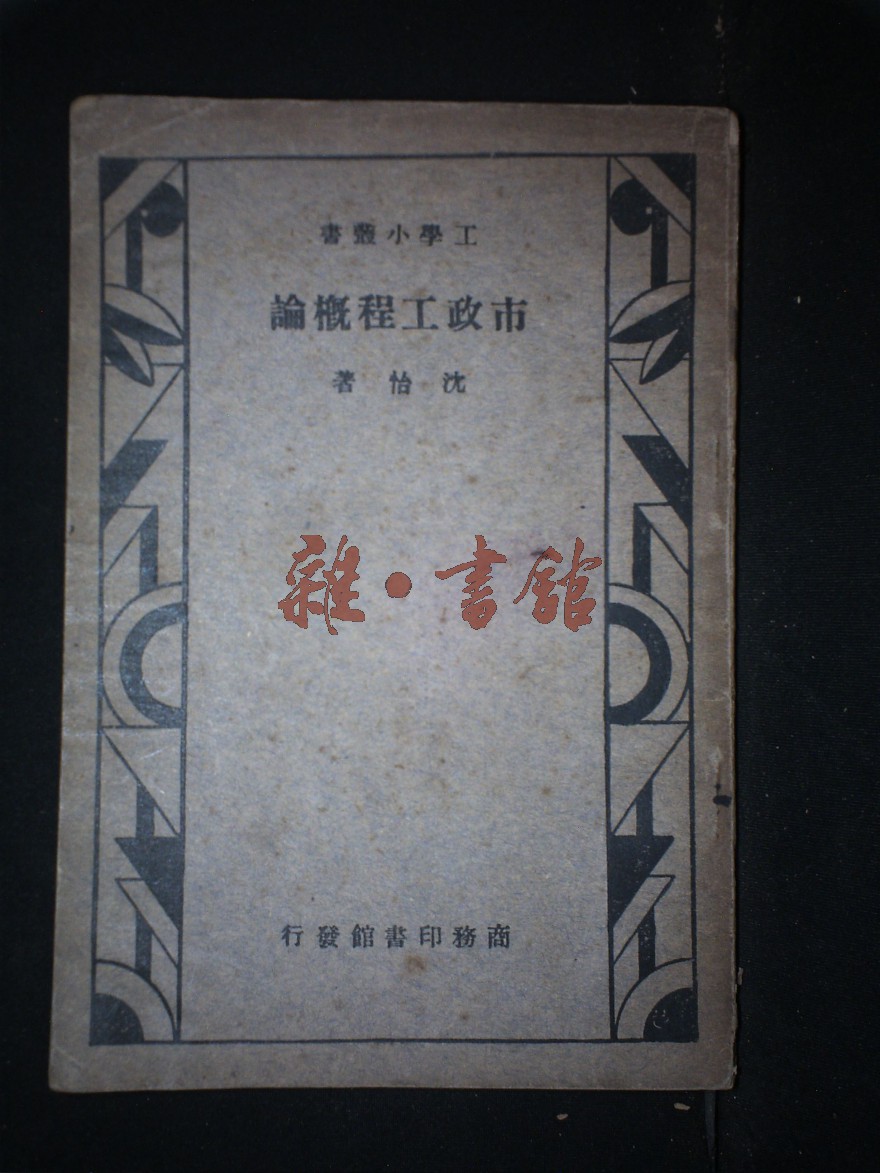 工學小叢書
市政工程概論
沈怡著
雜·書館
商務印書館發行